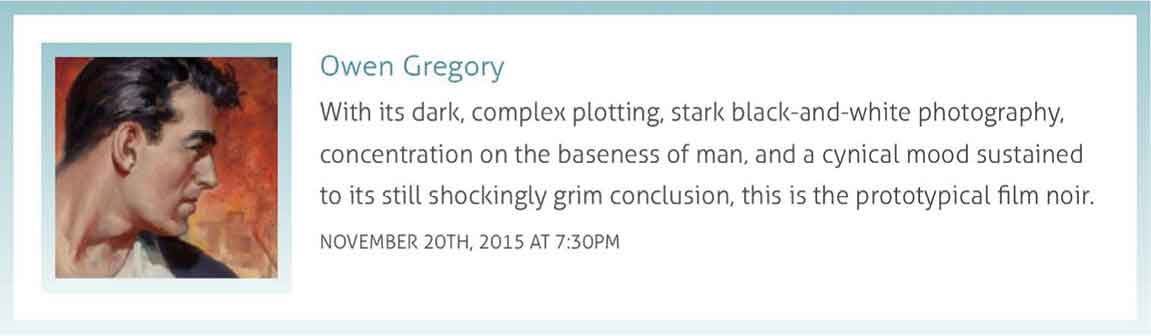 Owen Gregory
With its dark, complex plotting, stark black-and-white photography,
concentration on the baseness of man, and a cynical mood sustained
to its still shockingly grim conclusion, this is the prototypical film noir.
NOVEMBER 20TH, 2015 AT 7:30PM